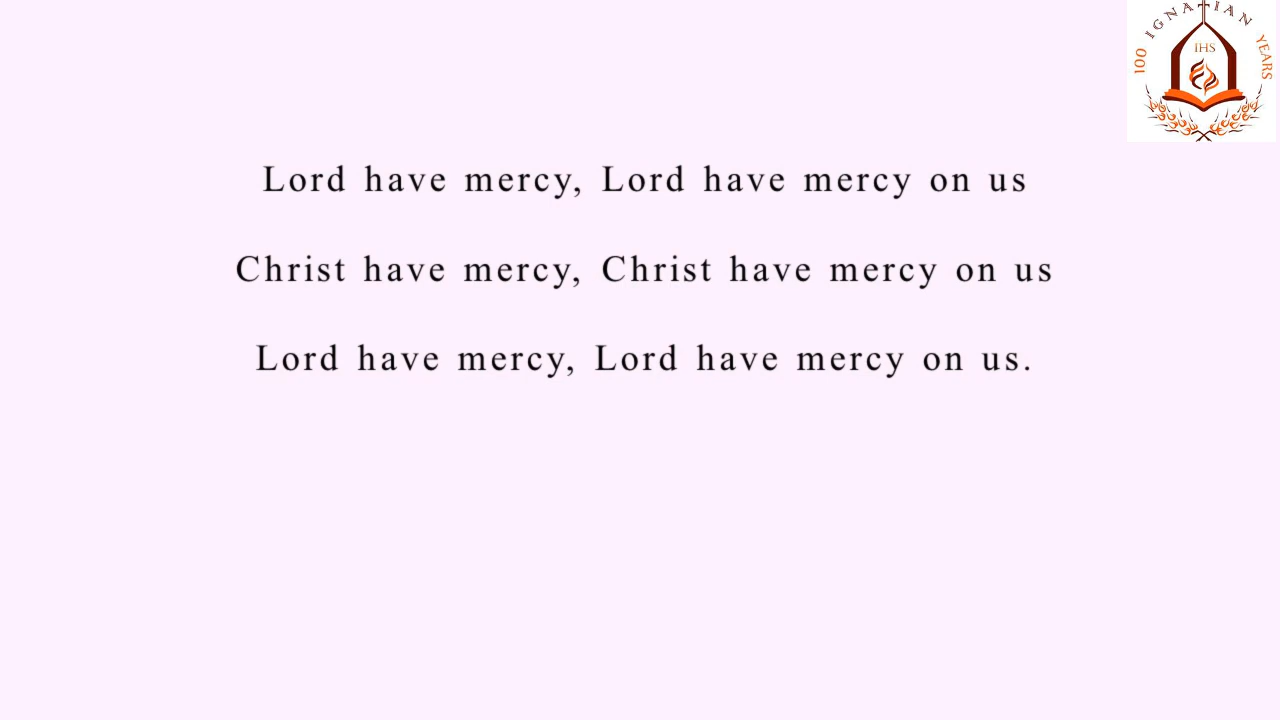 100 IGNATIAN YEARS
IHS
Lord have mercy, Lord have mercy on us
Christ have mercy, Christ have mercy on us
Lord have mercy, Lord have mercy on us.